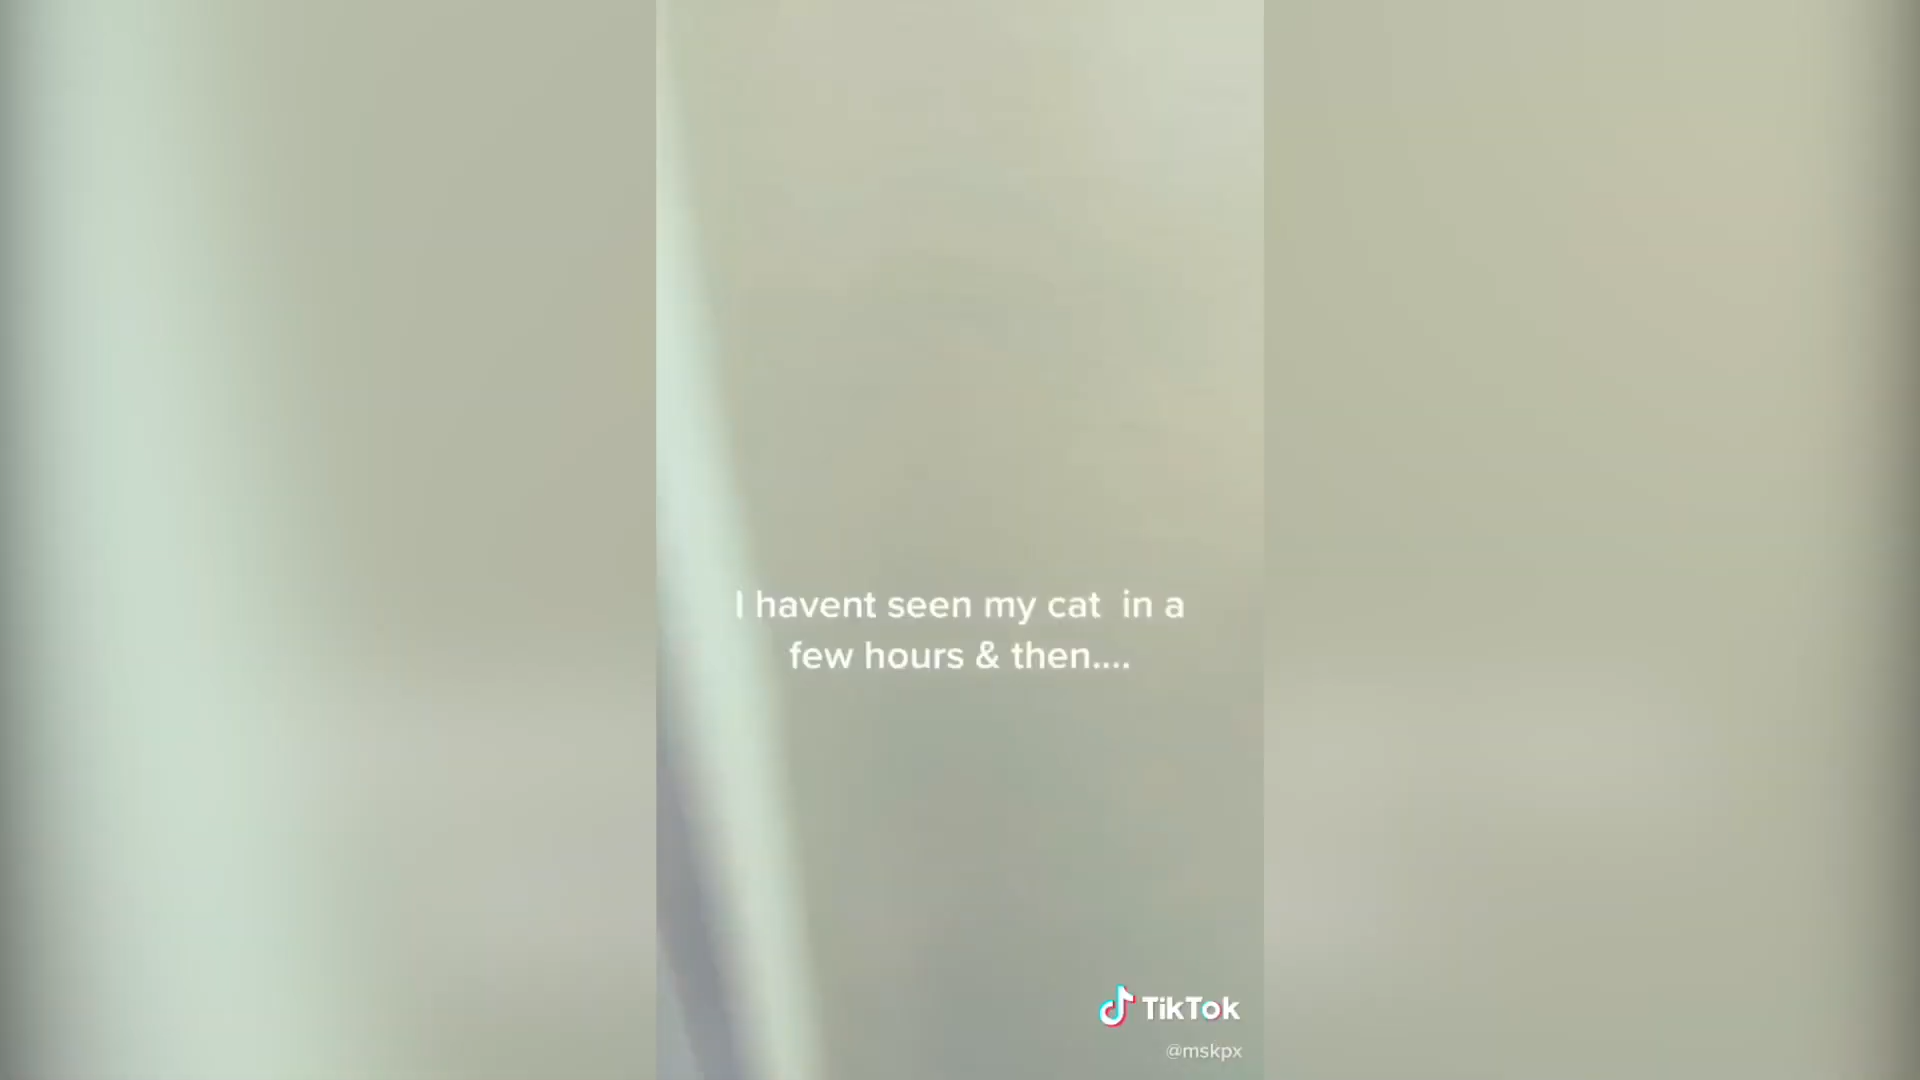 I havent seen my cat  in a
few hours & then....
TikTok
@mskpx